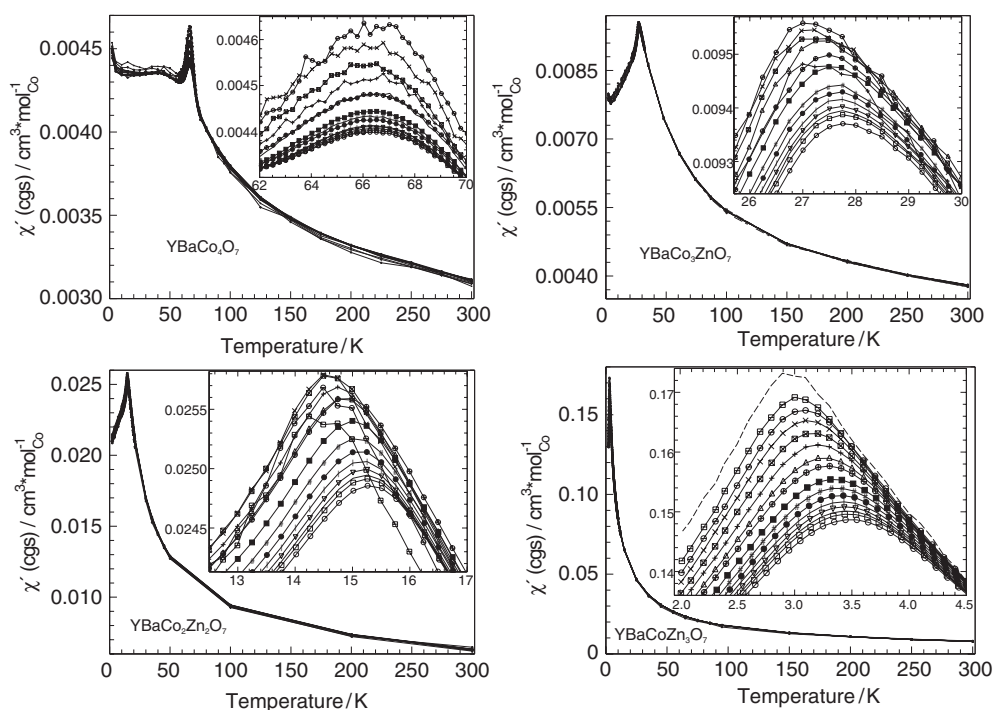 χ′ (cgs) / cm³*mol⁻¹Co
0.0045
0.0040
0.0035
0.0030
0.0046
0.0046
0.0045
0.0044
62 64 66 68 70
YBaCo₄O₇
0 50 100 150 200 250 300
Temperature / K
χ′ (cgs) / cm³*mol⁻¹Co
0.0085
0.0070
0.0055
0.0040
0.0095
0.0094
0.0093
26 27 28 29 30
YBaCo₃ZnO₇
0 50 100 150 200 250 300
Temperature / K
χ′ (cgs) / cm³*mol⁻¹Co
0.025
0.020
0.015
0.010
0.0255
0.0250
0.0245
13 14 15 16 17
YBaCo₂Zn₂O₇
0 50 100 150 200 250 300
Temperature / K
χ′ (cgs) / cm³*mol⁻¹Co
0.15
0.10
0.05
0
0.17
0.16
0.15
0.14
2.0 2.5 3.0 3.5 4.0 4.5
YBaCoZn₃O₇
0 50 100 150 200 250 300
Temperature / K